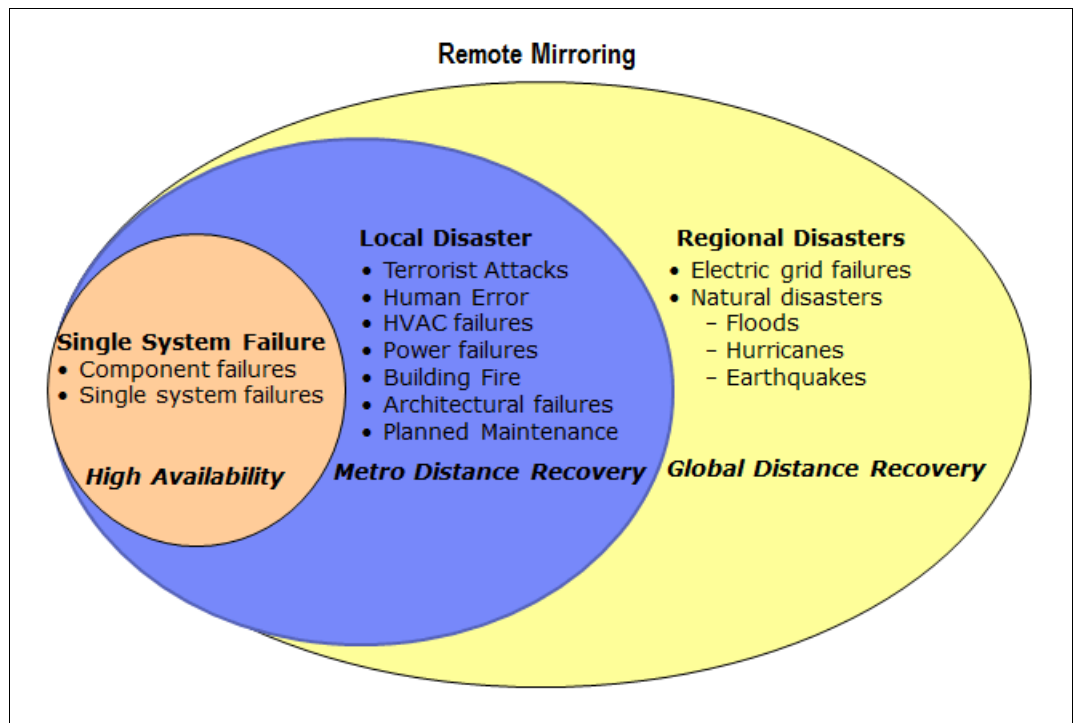 Remote Mirroring
Single System Failure
• Component failures
• Single system failures
High Availability
Local Disaster
• Terrorist Attacks
• Human Error
• HVAC failures
• Power failures
• Building Fire
• Architectural failures
• Planned Maintenance
Metro Distance Recovery
Regional Disasters
• Electric grid failures
• Natural disasters
– Floods
– Hurricanes
– Earthquakes
Global Distance Recovery